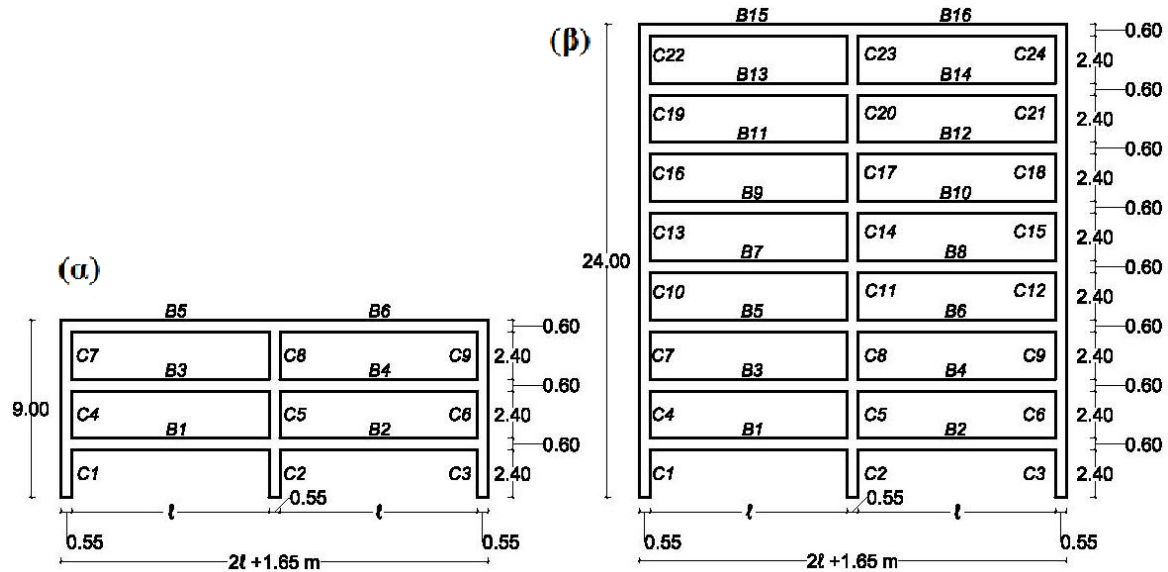 (α)
B5 B6
0.60
C7 C8 C9 2.40
B3 B4
0.60
9.00
C4 C5 C6 2.40
B1 B2
0.60
C1 C2 C3 2.40
0.55
ℓ ℓ
0.55 0.55
2ℓ +1.65 m
(β)
B15 B16
0.60
C22 C23 C24 2.40
B13 B14
0.60
C19 C20 C21 2.40
B11 B12
0.60
C16 C17 C18 2.40
B9 B10
0.60
C13 C14 C15 2.40
B7 B8
24.00
0.60
C10 C11 C12 2.40
B5 B6
0.60
C7 C8 C9 2.40
B3 B4
0.60
C4 C5 C6 2.40
B1 B2
0.60
C1 C2 C3 2.40
0.55
ℓ ℓ
0.55 0.55
2ℓ +1.65 m